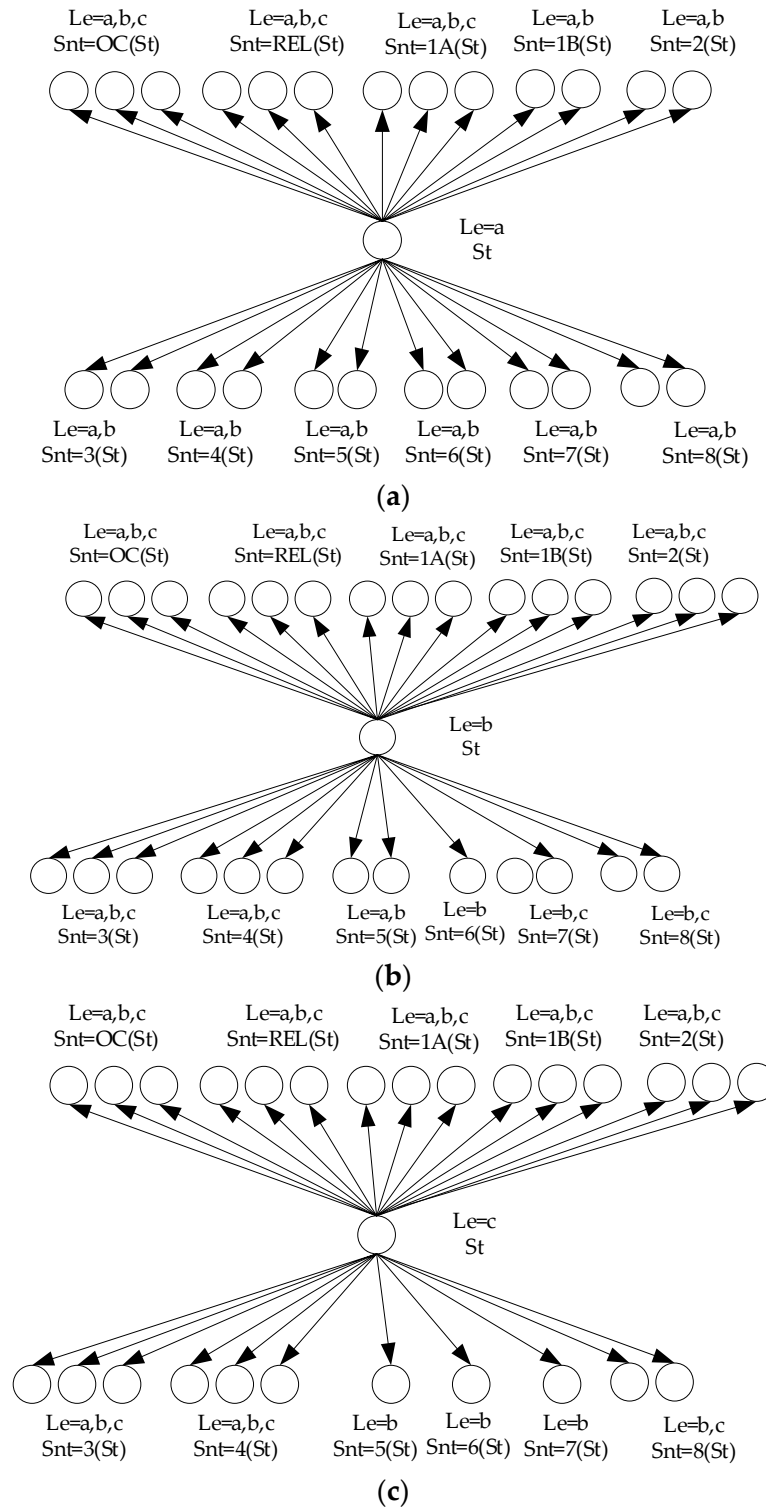 Le=a,b,c
Snt=OC(St)
Le=a,b,c
Snt=REL(St)
Le=a,b,c
Snt=1A(St)
Le=a,b
Snt=1B(St)
Le=a,b
Snt=2(St)
Le=a
St
Le=a,b
Snt=3(St)
Le=a,b
Snt=4(St)
Le=a,b
Snt=5(St)
Le=a,b
Snt=6(St)
Le=a,b
Snt=7(St)
Le=a,b
Snt=8(St)
(a)
Le=a,b,c
Snt=OC(St)
Le=a,b,c
Snt=REL(St)
Le=a,b,c
Snt=1A(St)
Le=a,b,c
Snt=1B(St)
Le=a,b,c
Snt=2(St)
Le=b
St
Le=a,b,c
Snt=3(St)
Le=a,b,c
Snt=4(St)
Le=a,b
Snt=5(St)
Le=b
Snt=6(St)
Le=b,c
Snt=7(St)
Le=b,c
Snt=8(St)
(b)
Le=a,b,c
Snt=OC(St)
Le=a,b,c
Snt=REL(St)
Le=a,b,c
Snt=1A(St)
Le=a,b,c
Snt=1B(St)
Le=a,b,c
Snt=2(St)
Le=c
St
Le=a,b,c
Snt=3(St)
Le=a,b,c
Snt=4(St)
Le=b
Snt=5(St)
Le=b
Snt=6(St)
Le=b
Snt=7(St)
Le=b,c
Snt=8(St)
(c)